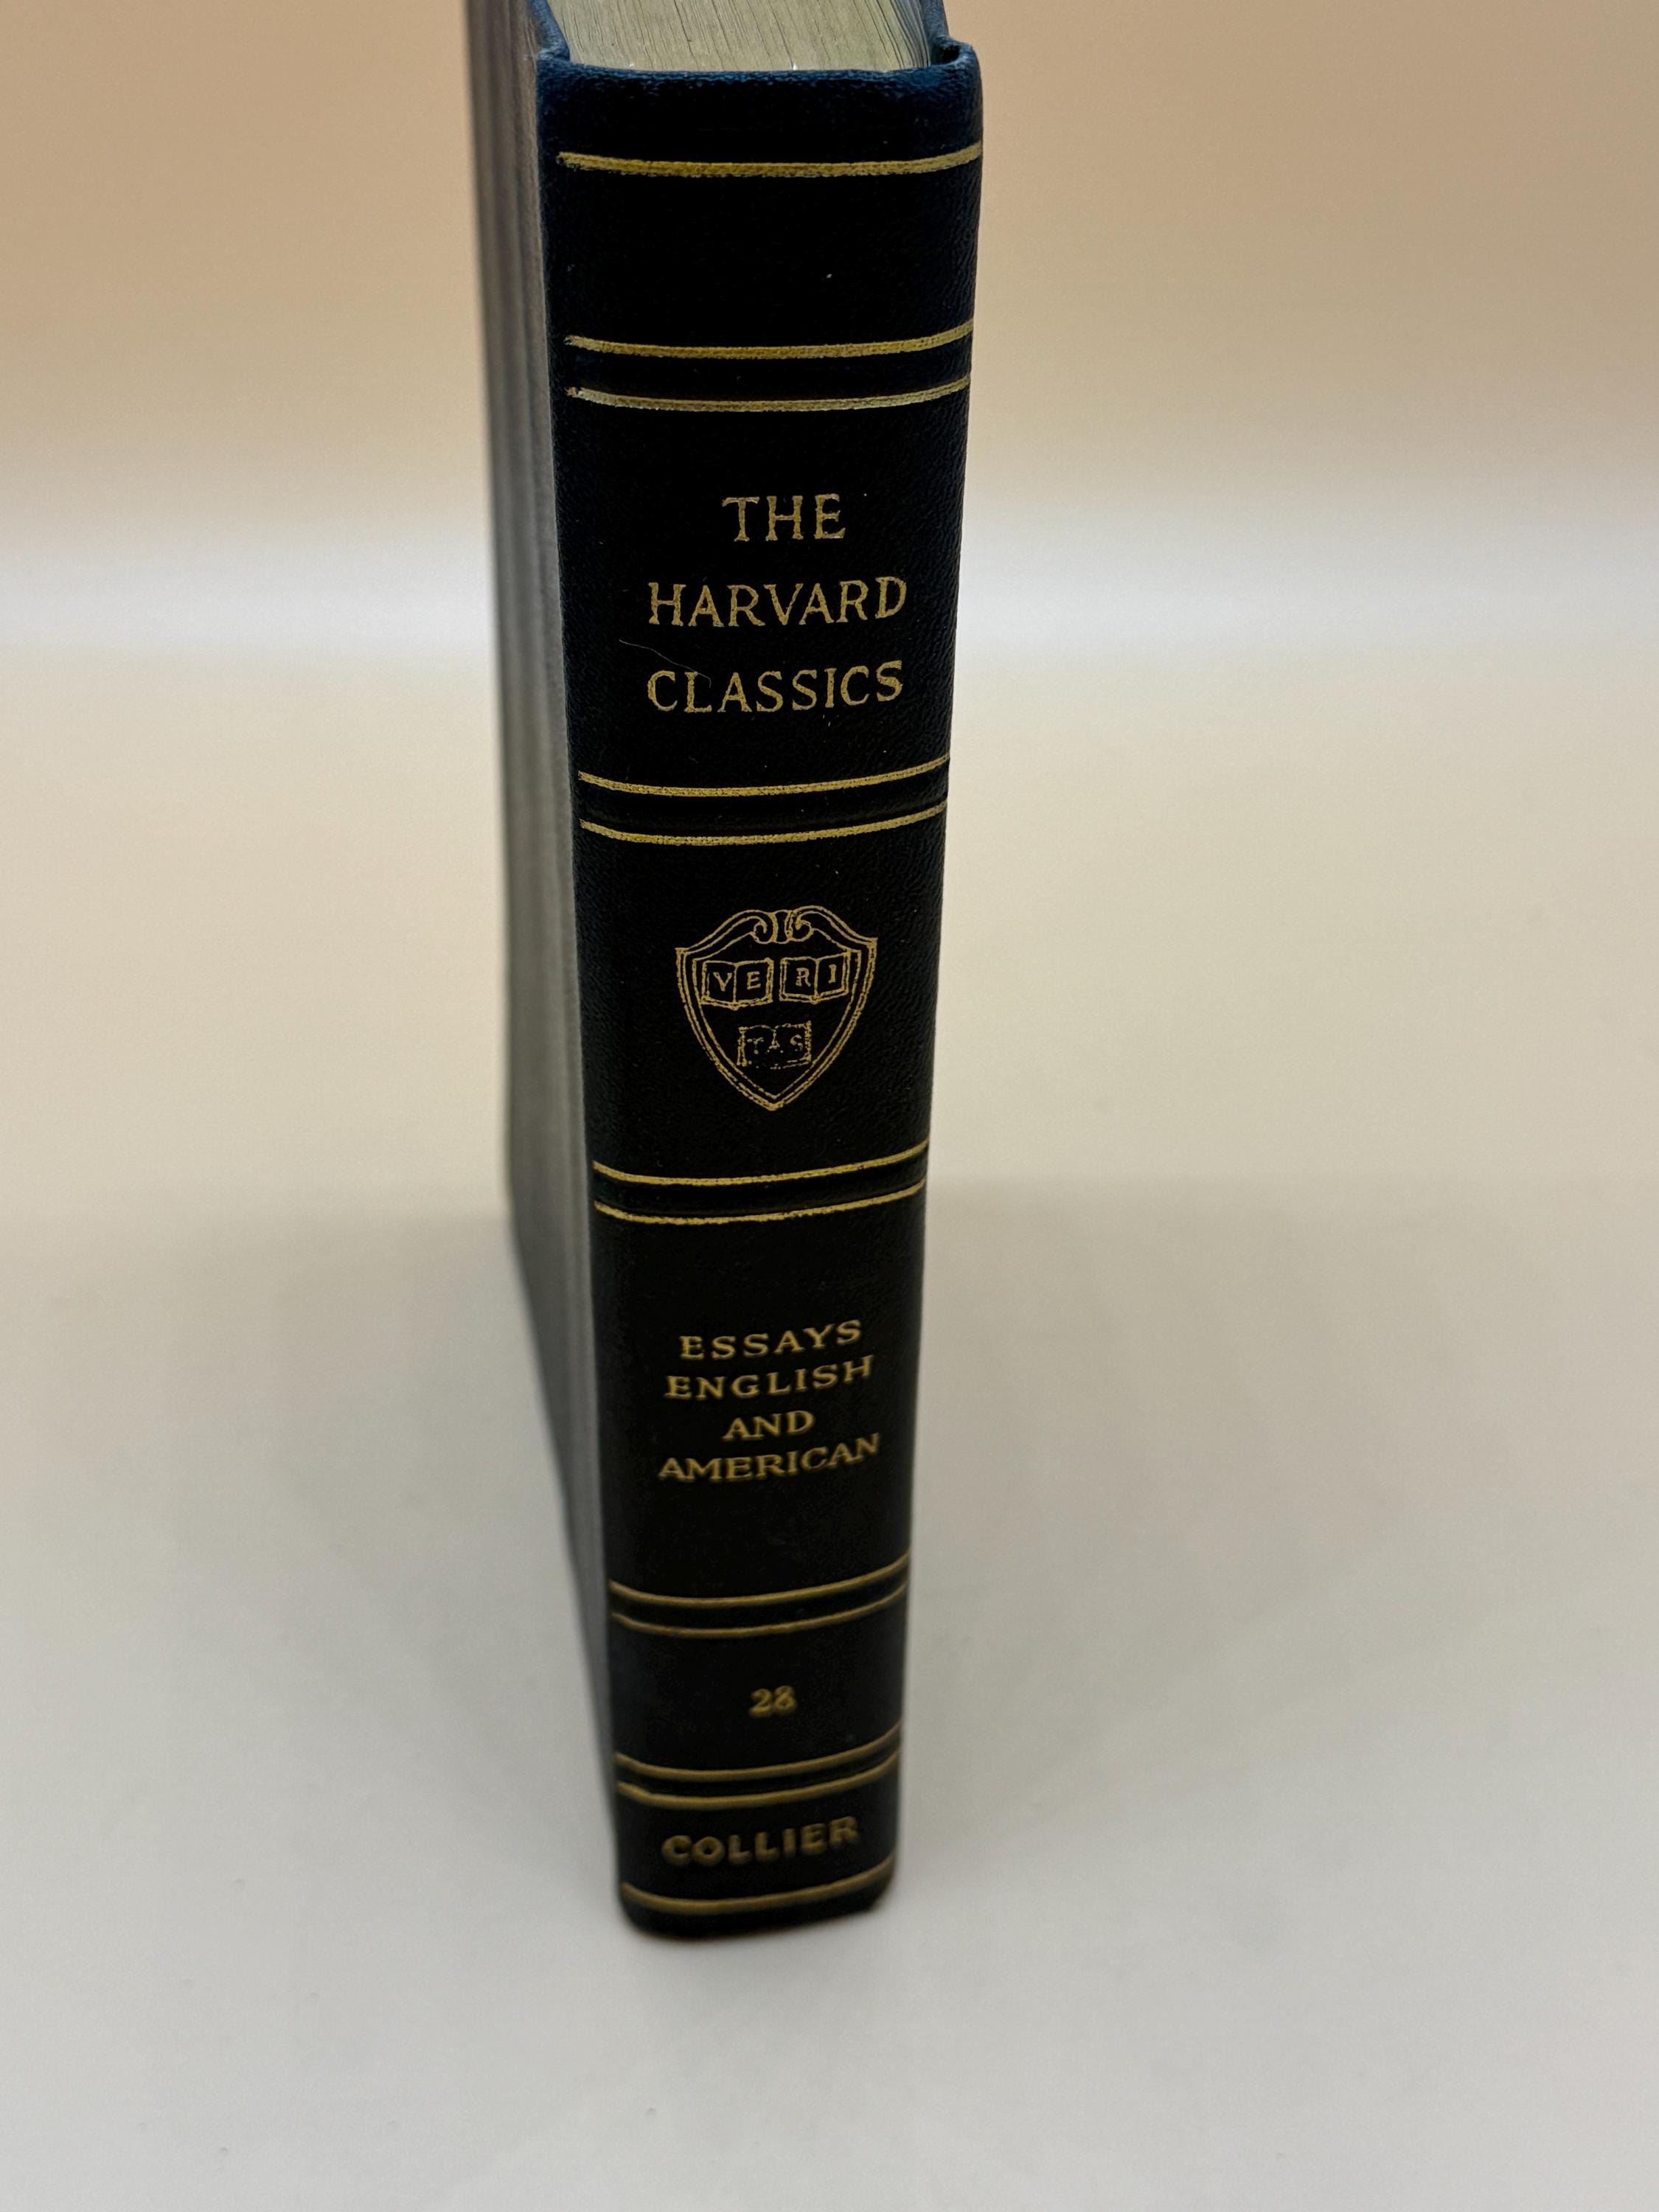 THE
HARVARD
CLASSICS
VE RI
TAS
ESSAYS
ENGLISH
AND
AMERICAN
28
COLLIER